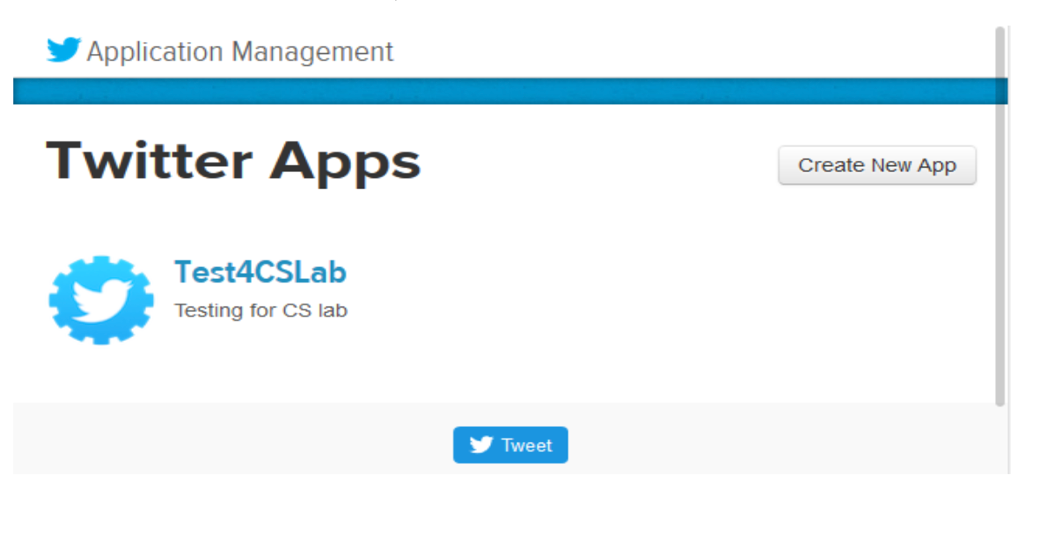 Application Management
Twitter Apps
Create New App
Test4CSLab
Testing for CS lab
Tweet